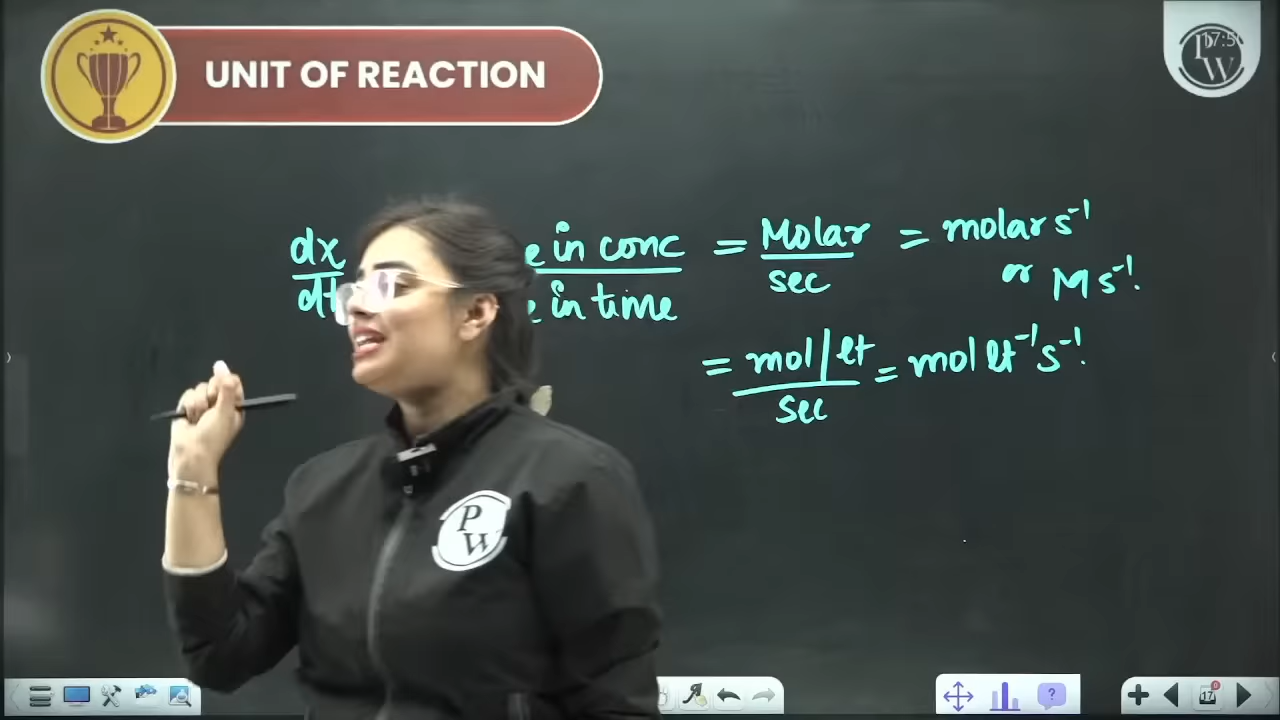 UNIT OF REACTION
dx/dt e in conc / e in time = Molar/sec = molar s⁻¹
or M s⁻¹.
= mol/lt / sec = mol lt⁻¹ s⁻¹.
P
W
17